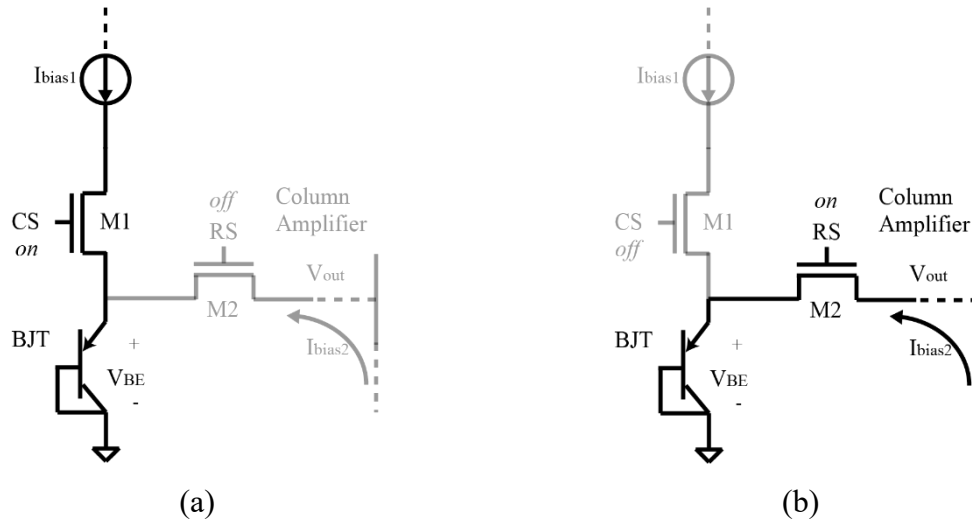 Ibias1
CS
on
M1
off
RS
Column
Amplifier
Vout
M2
Ibias2
BJT
+
VBE
-
(a)
Ibias1
CS
off
M1
on
RS
Column
Amplifier
Vout
M2
Ibias2
BJT
+
VBE
-
(b)